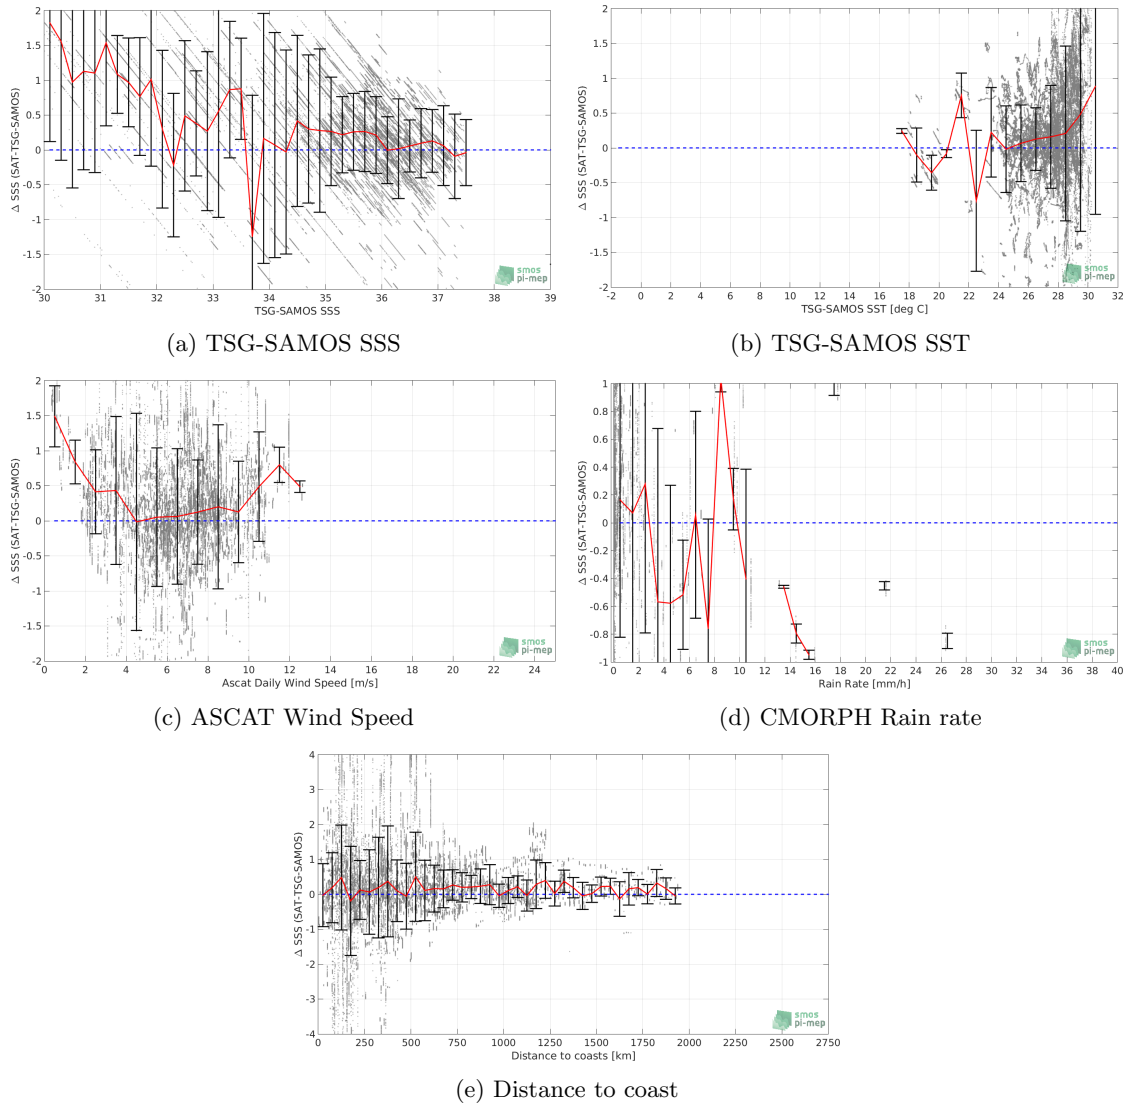 2
1.5
1
0.5
0
-0.5
-1
-1.5
-2
Δ SSS (SAT-TSG-SAMOS)
30 31 32 33 34 35 36 37 38 39
TSG-SAMOS SSS
smos
pi-mep
(a) TSG-SAMOS SSS
2
1.5
1
0.5
0
-0.5
-1
-1.5
-2
Δ SSS (SAT-TSG-SAMOS)
-2 0 2 4 6 8 10 12 14 16 18 20 22 24 26 28 30 32
TSG-SAMOS SST [deg C]
smos
pi-mep
(b) TSG-SAMOS SST
2
1.5
1
0.5
0
-0.5
-1
-1.5
-2
Δ SSS (SAT-TSG-SAMOS)
0 2 4 6 8 10 12 14 16 18 20 22 24
Ascat Daily Wind Speed [m/s]
smos
pi-mep
(c) ASCAT Wind Speed
1
0.8
0.6
0.4
0.2
0
-0.2
-0.4
-0.6
-0.8
-1
Δ SSS (SAT-TSG-SAMOS)
0 2 4 6 8 10 12 14 16 18 20 22 24 26 28 30 32 34 36 38 40
Rain Rate [mm/h]
smos
pi-mep
(d) CMORPH Rain rate
4
3
2
1
0
-1
-2
-3
-4
Δ SSS (SAT-TSG-SAMOS)
0 250 500 750 1000 1250 1500 1750 2000 2250 2500 2750
Distance to coasts [km]
smos
pi-mep
(e) Distance to coast